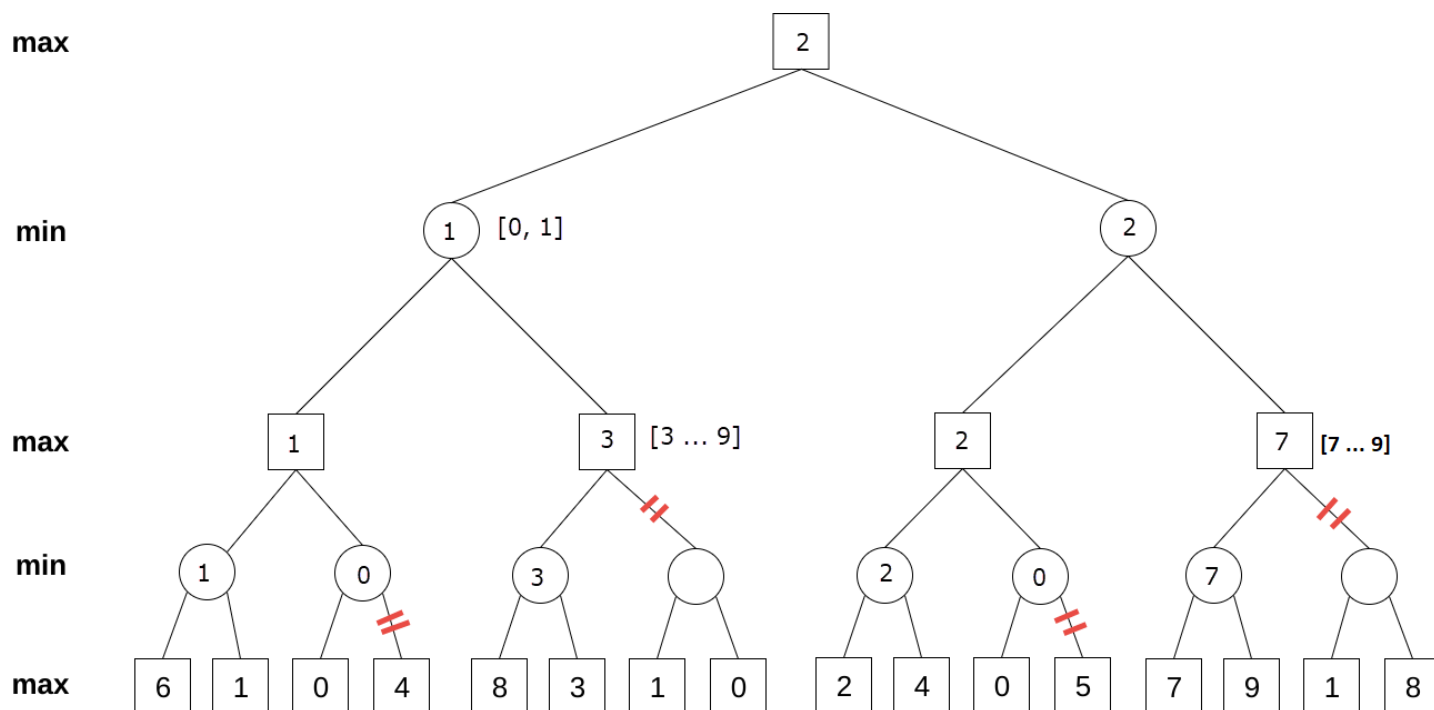 max 2
min 1 [0, 1] 2
max 1 3 [3 ... 9] 2 7 [7 ... 9]
min 1 0 3 2 0 7
max 6 1 0 4 8 3 1 0 2 4 0 5 7 9 1 8